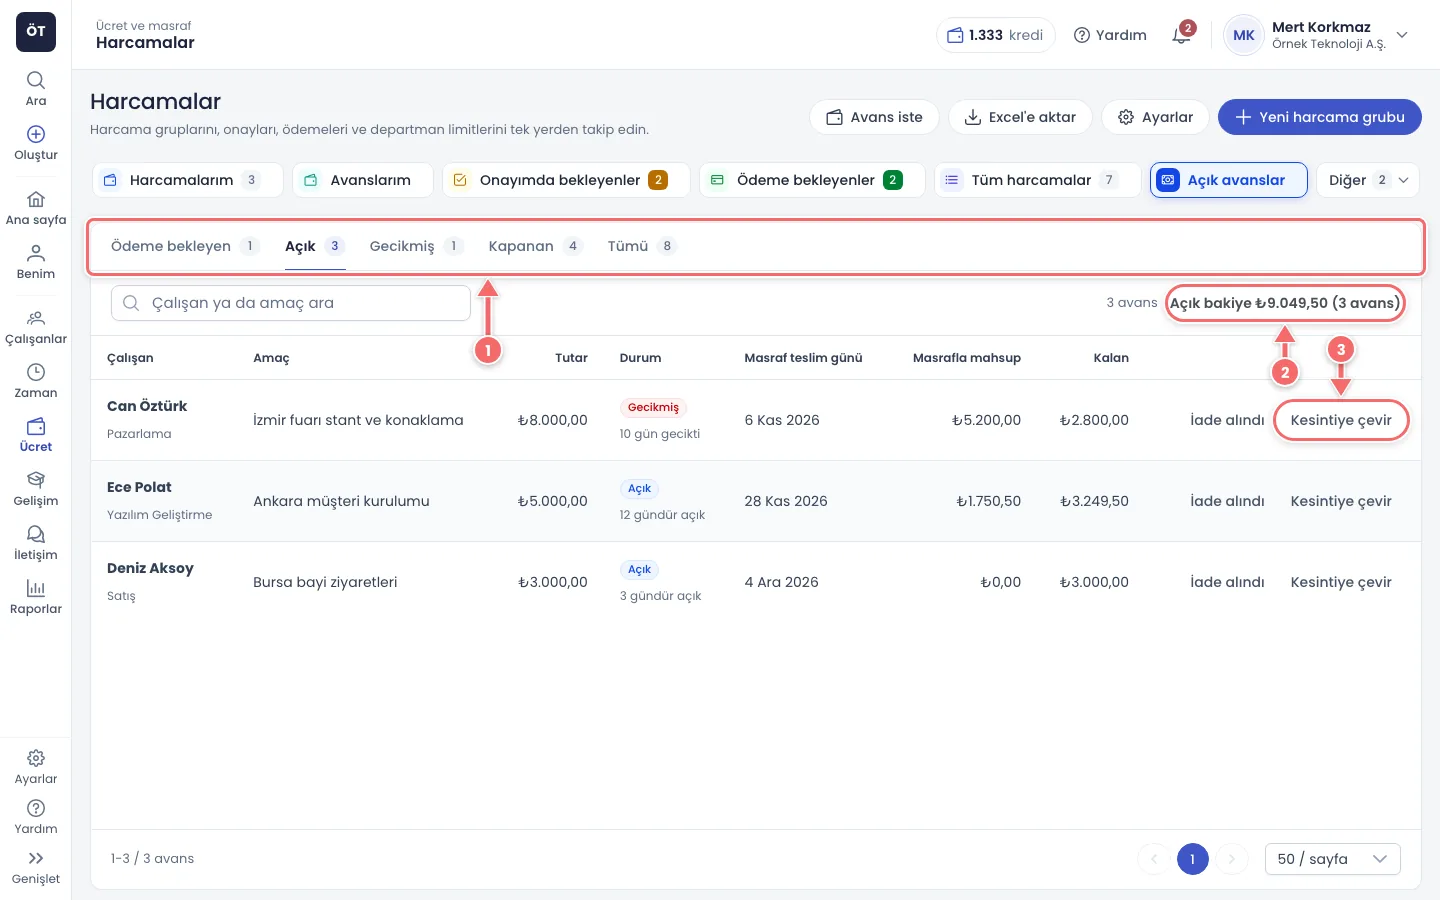 ÖT
Ara
Oluştur
Ana sayfa
Benim
Çalışanlar
Zaman
Ücret
Gelişim
İletişim
Raporlar
Ayarlar
Yardım
Genişlet
Ücret ve masraf
Harcamalar
1.333 kredi
Yardım
2
MK
Mert Korkmaz
Örnek Teknoloji A.Ş.
Harcamalar
Harcama gruplarını, onayları, ödemeleri ve departman limitlerini tek yerden takip edin.
Avans iste
Excel'e aktar
Ayarlar
Yeni harcama grubu
Harcamalarım 3
Avanslarım
Onayımda bekleyenler 2
Ödeme bekleyenler 2
Tüm harcamalar 7
Açık avanslar
Diğer 2
Ödeme bekleyen 1
Açık 3
Gecikmiş 1
Kapanan 4
Tümü 8
Çalışan ya da amaç ara
3 avans
Açık bakiye ₺9.049,50 (3 avans)
1
2
3
Çalışan Amaç Tutar Durum Masraf teslim günü Masrafla mahsup Kalan
Can Öztürk
Pazarlama
İzmir fuarı stant ve konaklama
₺8.000,00
Gecikmiş
10 gün gecikti
6 Kas 2026
₺5.200,00
₺2.800,00
İade alındı
Kesintiye çevir
Ece Polat
Yazılım Geliştirme
Ankara müşteri kurulumu
₺5.000,00
Açık
12 gündür açık
28 Kas 2026
₺1.750,50
₺3.249,50
İade alındı
Kesintiye çevir
Deniz Aksoy
Satış
Bursa bayi ziyaretleri
₺3.000,00
Açık
3 gündür açık
4 Ara 2026
₺0,00
₺3.000,00
İade alındı
Kesintiye çevir
1-3 / 3 avans
1
50 / sayfa